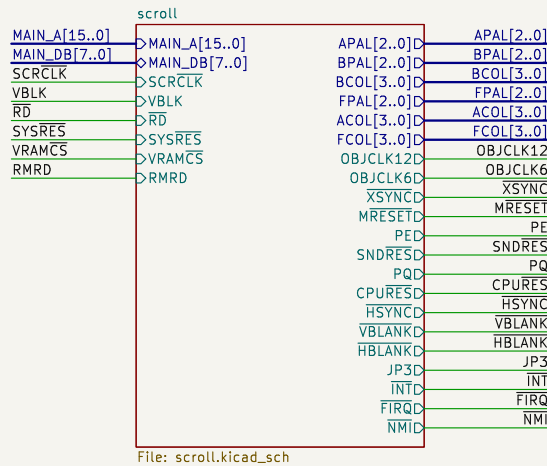 scroll
MAIN_A[15..0]
MAIN_DB[7..0]
SCRCLK
VBLK
RD
SYSRES
VRAMCS
RMRD
MAIN_A[15..0]
MAIN_DB[7..0]
SCRCLK
VBLK
RD
SYSRES
VRAMCS
RMRD
APAL[2..0]
BPAL[2..0]
BCOL[3..0]
FPAL[2..0]
ACOL[3..0]
FCOL[3..0]
OBJCLK12
OBJCLK6
XSYNC
MRESET
PE
SNDRES
PQ
CPURES
HSYNC
VBLANK
HBLANK
JP3
INT
FIRQ
NMI
APAL[2..0]
BPAL[2..0]
BCOL[3..0]
FPAL[2..0]
ACOL[3..0]
FCOL[3..0]
OBJCLK12
OBJCLK6
XSYNC
MRESET
PE
SNDRES
PQ
CPURES
HSYNC
VBLANK
HBLANK
JP3
INT
FIRQ
NMI
File: scroll.kicad_sch